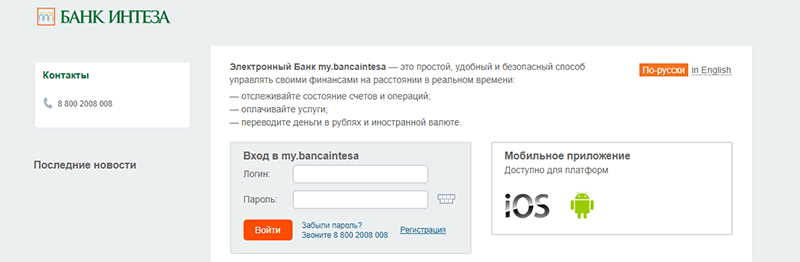 БАНК ИНТЕЗА
Контакты
8 800 2008 008
Последние новости
Электронный Банк my.bancaintesa — это простой, удобный и безопасный способ
управлять своими финансами на расстоянии в реальном времени:
— отслеживайте состояние счетов и операций;
— оплачивайте услуги;
— переводите деньги в рублях и иностранной валюте.
По-русски in English
Вход в my.bancaintesa
Логин:
Пароль:
Войти
Забыли пароль?
Звоните 8 800 2008 008
Регистрация
Мобильное приложение
Доступно для платформ
iOS